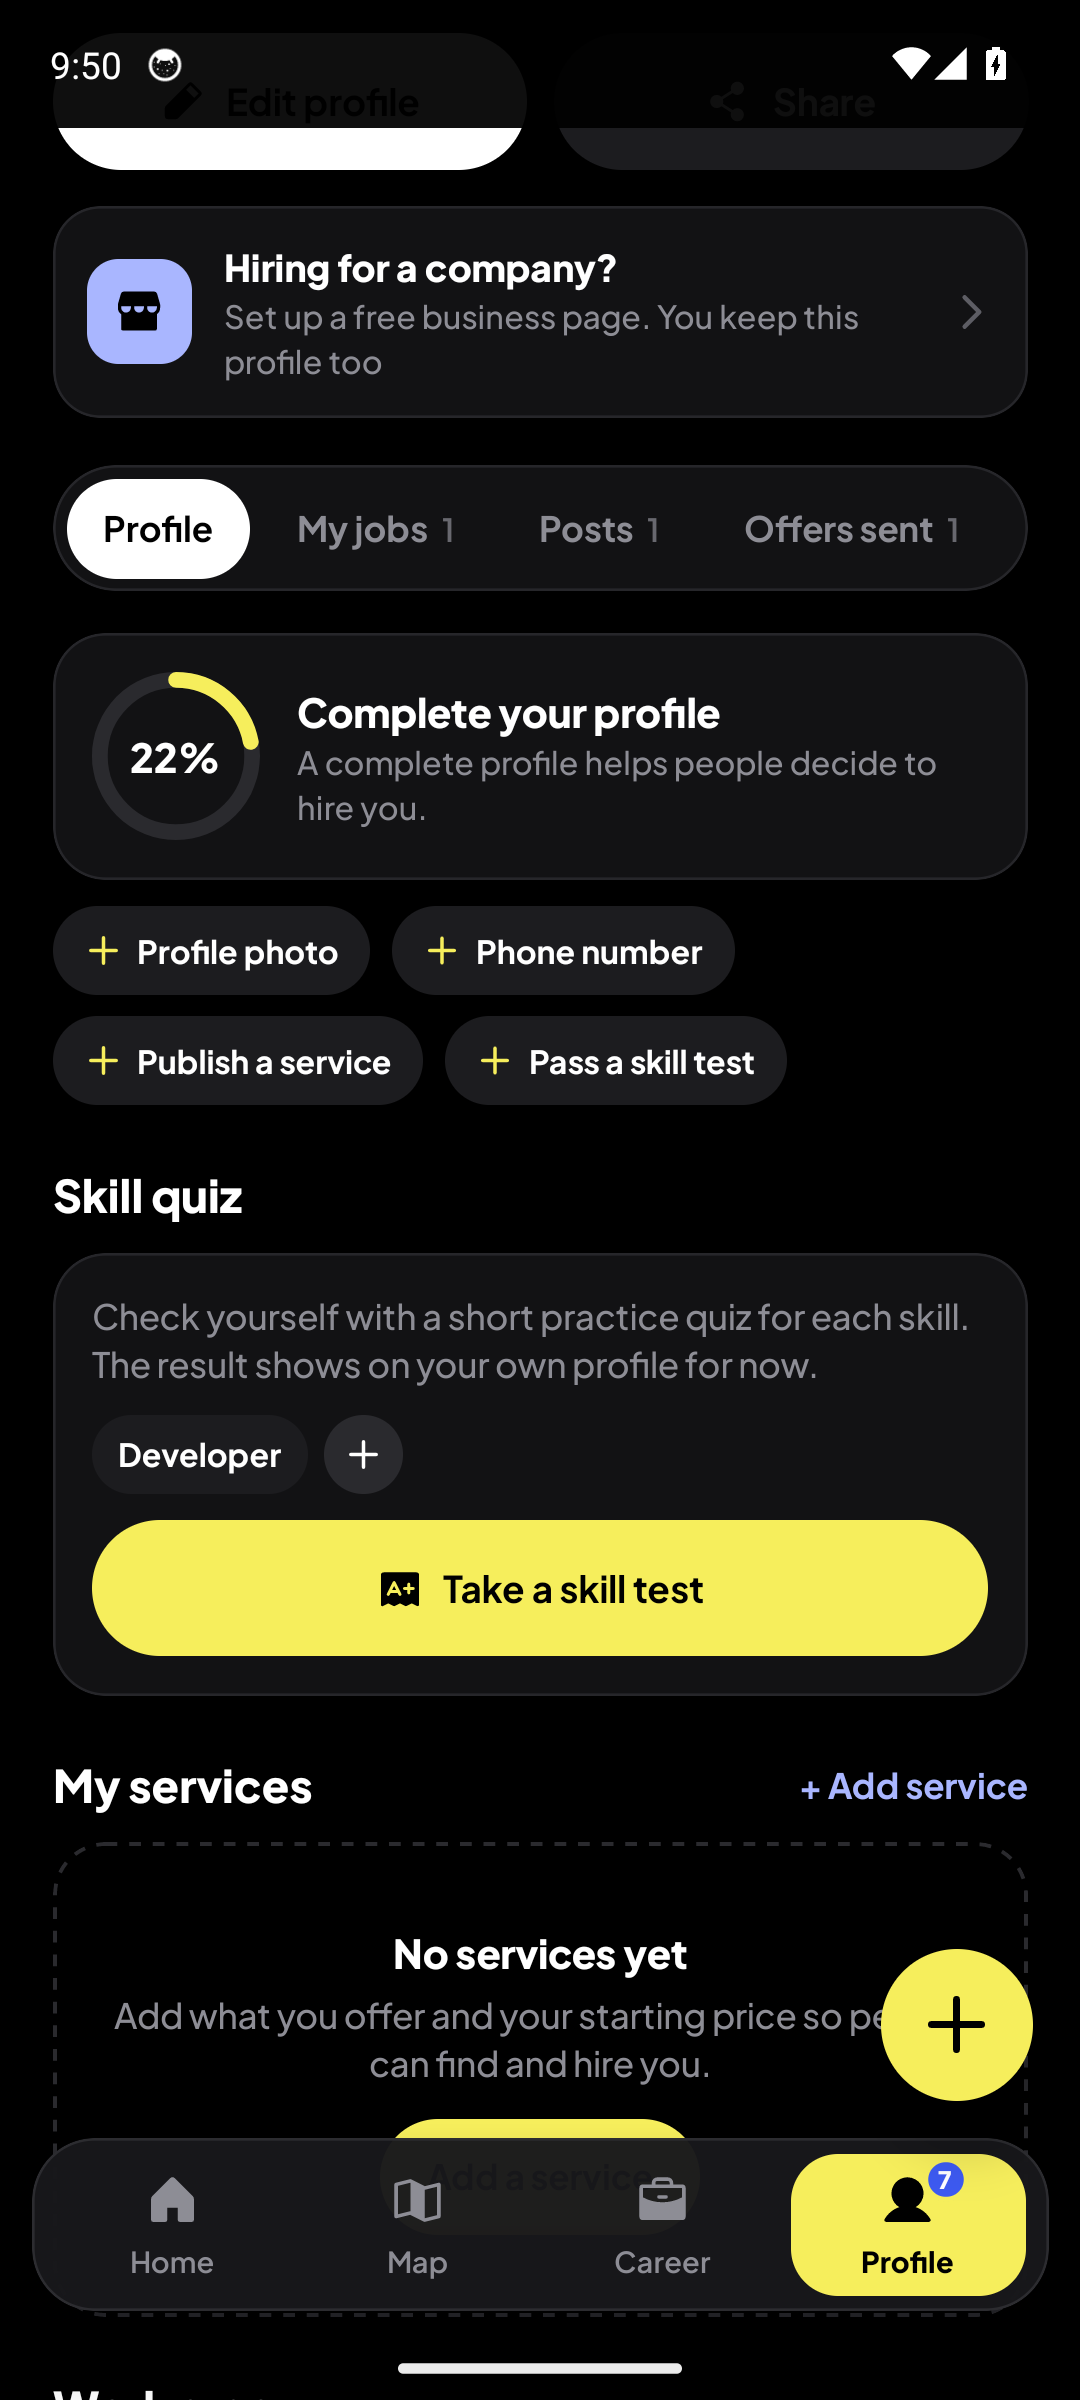 9:50
Edit profile
Share
Hiring for a company?
Set up a free business page. You keep this
profile too
Profile
My jobs 1
Posts 1
Offers sent 1
22%
Complete your profile
A complete profile helps people decide to
hire you.
Profile photo
Phone number
Publish a service
Pass a skill test
Skill quiz
Check yourself with a short practice quiz for each skill.
The result shows on your own profile for now.
Developer
A+ Take a skill test
My services
+ Add service
No services yet
Add what you offer and your starting price so
can find and hire you.
Add a service
7
Home
Map
Career
Profile